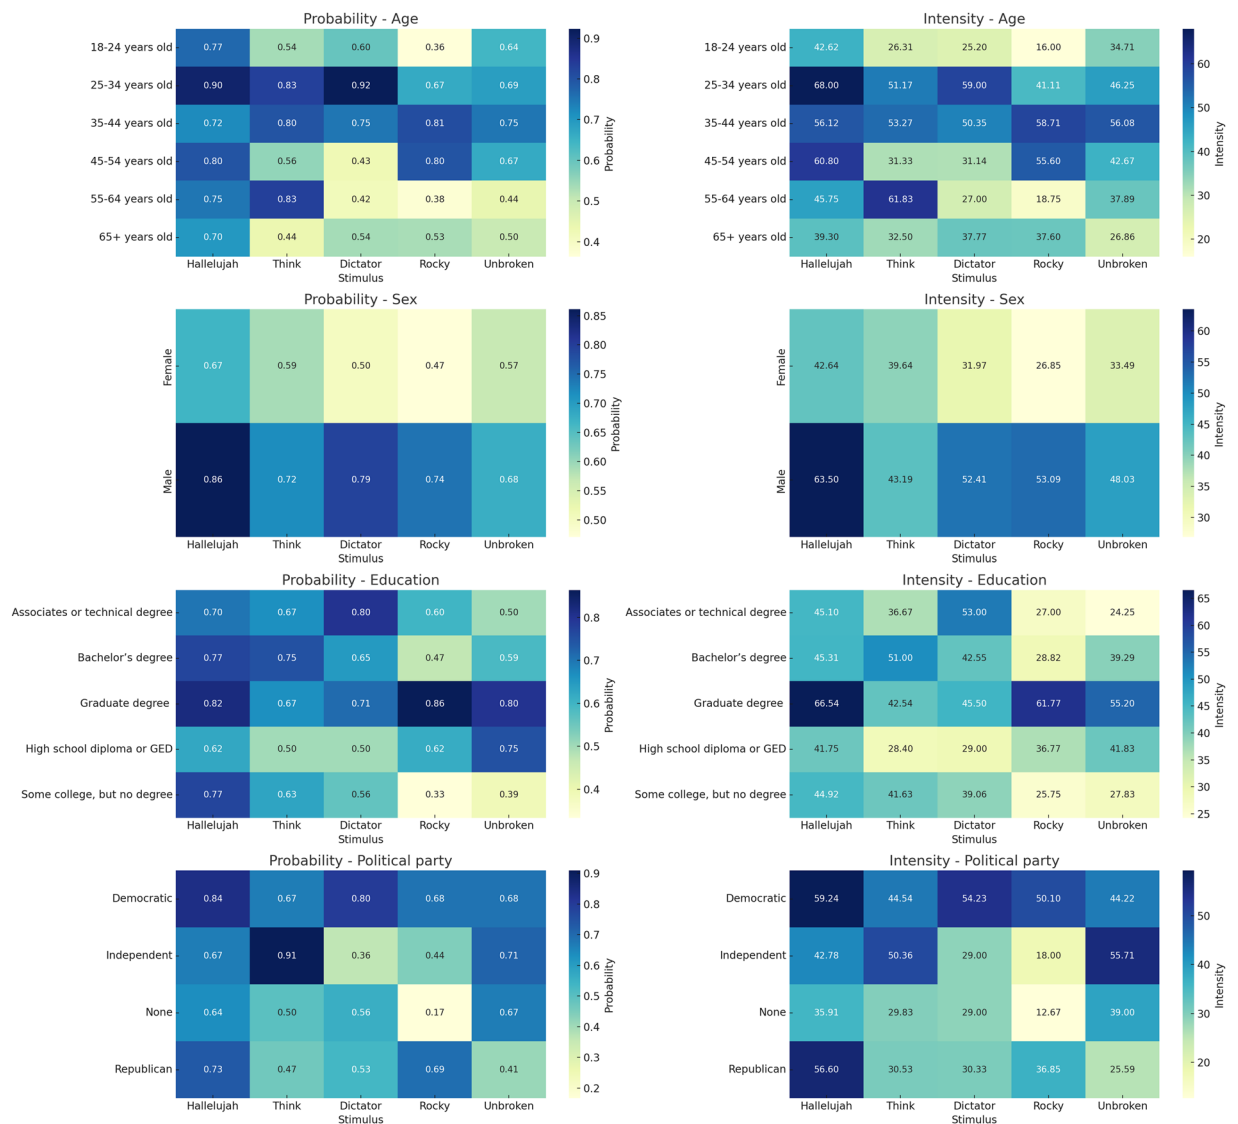 Probability - Age
18-24 years old 0.77 0.54 0.60 0.36 0.64
25-34 years old 0.90 0.83 0.92 0.67 0.69
35-44 years old 0.72 0.80 0.75 0.81 0.75
45-54 years old 0.80 0.56 0.43 0.80 0.67
55-64 years old 0.75 0.83 0.42 0.38 0.44
65+ years old 0.70 0.44 0.54 0.53 0.50
Hallelujah Think Dictator Rocky Unbroken
Stimulus
0.9
0.8
0.7
0.6
0.5
0.4
Probability
Intensity - Age
18-24 years old 42.62 26.31 25.20 16.00 34.71
25-34 years old 68.00 51.17 59.00 41.11 46.25
35-44 years old 56.12 53.27 50.35 58.71 56.08
45-54 years old 60.80 31.33 31.14 55.60 42.67
55-64 years old 45.75 61.83 27.00 18.75 37.89
65+ years old 39.30 32.50 37.77 37.60 26.86
Hallelujah Think Dictator Rocky Unbroken
Stimulus
60
50
40
30
20
Intensity
Probability - Sex
Female 0.67 0.59 0.50 0.47 0.57
Male 0.86 0.72 0.79 0.74 0.68
Hallelujah Think Dictator Rocky Unbroken
Stimulus
0.85
0.80
0.75
0.70
0.65
0.60
0.55
0.50
Probability
Intensity - Sex
Female 42.64 39.64 31.97 26.85 33.49
Male 63.50 43.19 52.41 53.09 48.03
Hallelujah Think Dictator Rocky Unbroken
Stimulus
60
55
50
45
40
35
30
Intensity
Probability - Education
Associates or technical degree 0.70 0.67 0.80 0.60 0.50
Bachelor’s degree 0.77 0.75 0.65 0.47 0.59
Graduate degree 0.82 0.67 0.71 0.86 0.80
High school diploma or GED 0.62 0.50 0.50 0.62 0.75
Some college, but no degree 0.77 0.63 0.56 0.33 0.39
Hallelujah Think Dictator Rocky Unbroken
Stimulus
0.8
0.7
0.6
0.5
0.4
Probability
Intensity - Education
Associates or technical degree 45.10 36.67 53.00 27.00 24.25
Bachelor’s degree 45.31 51.00 42.55 28.82 39.29
Graduate degree 66.54 42.54 45.50 61.77 55.20
High school diploma or GED 41.75 28.40 29.00 36.77 41.83
Some college, but no degree 44.92 41.63 39.06 25.75 27.83
Hallelujah Think Dictator Rocky Unbroken
Stimulus
65
60
55
50
45
40
35
30
25
Intensity
Probability - Political party
Democratic 0.84 0.67 0.80 0.68 0.68
Independent 0.67 0.91 0.36 0.44 0.71
None 0.64 0.50 0.56 0.17 0.67
Republican 0.73 0.47 0.53 0.69 0.41
Hallelujah Think Dictator Rocky Unbroken
Stimulus
0.9
0.8
0.7
0.6
0.5
0.4
0.3
0.2
Probability
Intensity - Political party
Democratic 59.24 44.54 54.23 50.10 44.22
Independent 42.78 50.36 29.00 18.00 55.71
None 35.91 29.83 29.00 12.67 39.00
Republican 56.60 30.53 30.33 36.85 25.59
Hallelujah Think Dictator Rocky Unbroken
Stimulus
50
40
30
20
Intensity